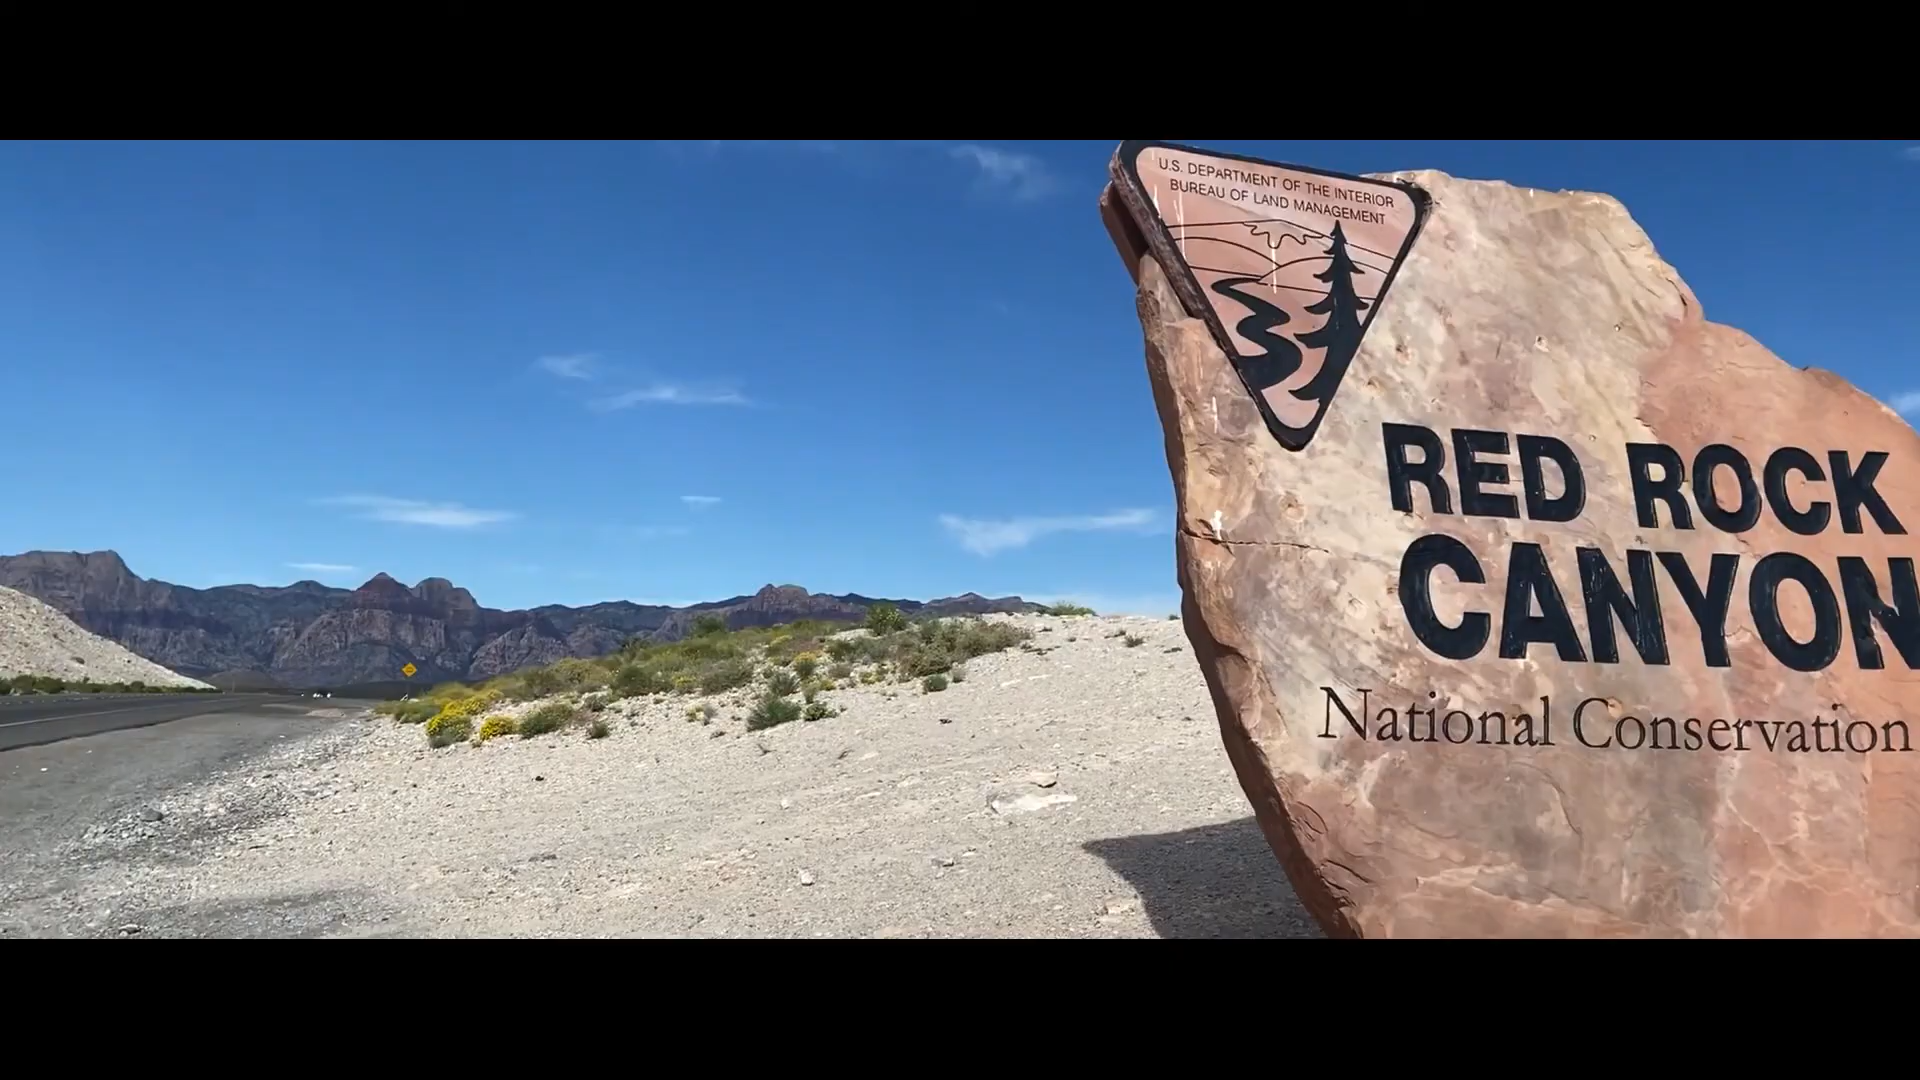 U.S. DEPARTMENT OF THE INTERIOR
BUREAU OF LAND MANAGEMENT
RED ROCK
CANYON
National Conservation